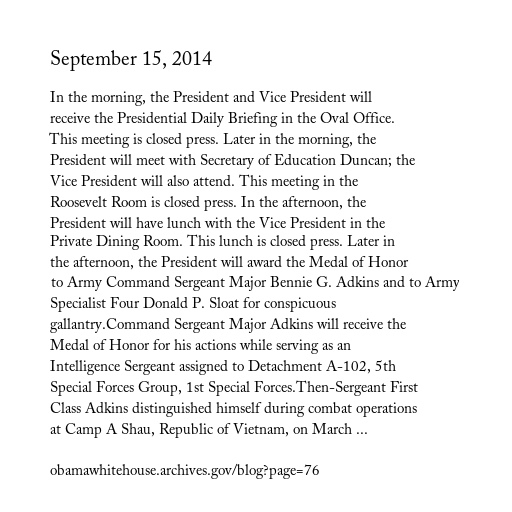 September 15, 2014
In the morning, the President and Vice President will
receive the Presidential Daily Briefing in the Oval Office.
This meeting is closed press. Later in the morning, the
President will meet with Secretary of Education Duncan; the
Vice President will also attend. This meeting in the
Roosevelt Room is closed press. In the afternoon, the
President will have lunch with the Vice President in the
Private Dining Room. This lunch is closed press. Later in
the afternoon, the President will award the Medal of Honor
to Army Command Sergeant Major Bennie G. Adkins and to Army
Specialist Four Donald P. Sloat for conspicuous
gallantry.Command Sergeant Major Adkins will receive the
Medal of Honor for his actions while serving as an
Intelligence Sergeant assigned to Detachment A-102, 5th
Special Forces Group, 1st Special Forces.Then-Sergeant First
Class Adkins distinguished himself during combat operations
at Camp A Shau, Republic of Vietnam, on March ...
obamawhitehouse.archives.gov/blog?page=76